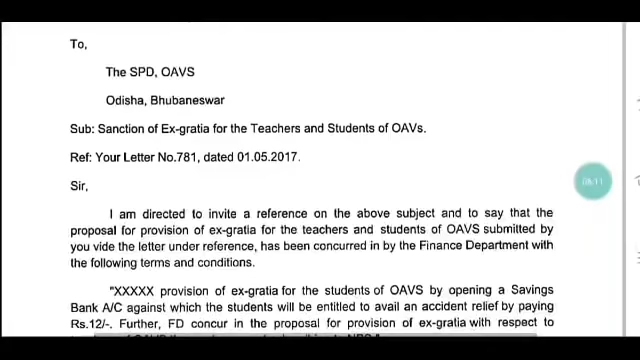 To,
The SPD, OAVS
Odisha, Bhubaneswar
Sub: Sanction of Ex-gratia for the Teachers and Students of OAVs.
Ref: Your Letter No.781, dated 01.05.2017.
Sir,
I am directed to invite a reference on the above subject and to say that the
proposal for provision of ex-gratia for the teachers and students of OAVS submitted by
you vide the letter under reference, has been concurred in by the Finance Department with
the following terms and conditions.
"XXXXX provision of ex-gratia for the students of OAVS by opening a Savings
Bank A/C against which the students will be entitled to avail an accident relief by paying
Rs.12/-. Further, FD concur in the proposal for provision of ex-gratia with respect to